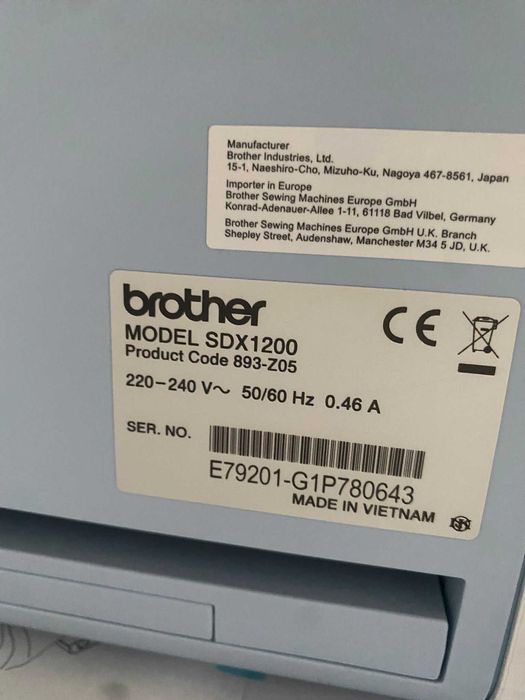 Manufacturer
Brother Industries, Ltd.
15-1, Naeshiro-Cho, Mizuho-Ku, Nagoya 467-8561, Japan
Importer in Europe
Brother Sewing Machines Europe GmbH
Konrad-Adenauer-Allee 1-11, 61118 Bad Vilbel, Germany
Brother Sewing Machines Europe GmbH U.K. Branch
Shepley Street, Audenshaw, Manchester M34 5 JD, U.K.
brother
CE
MODEL SDX1200
Product Code 893-Z05
220-240 V~ 50/60 Hz 0.46 A
SER. NO.
E79201-G1P780643
MADE IN VIETNAM